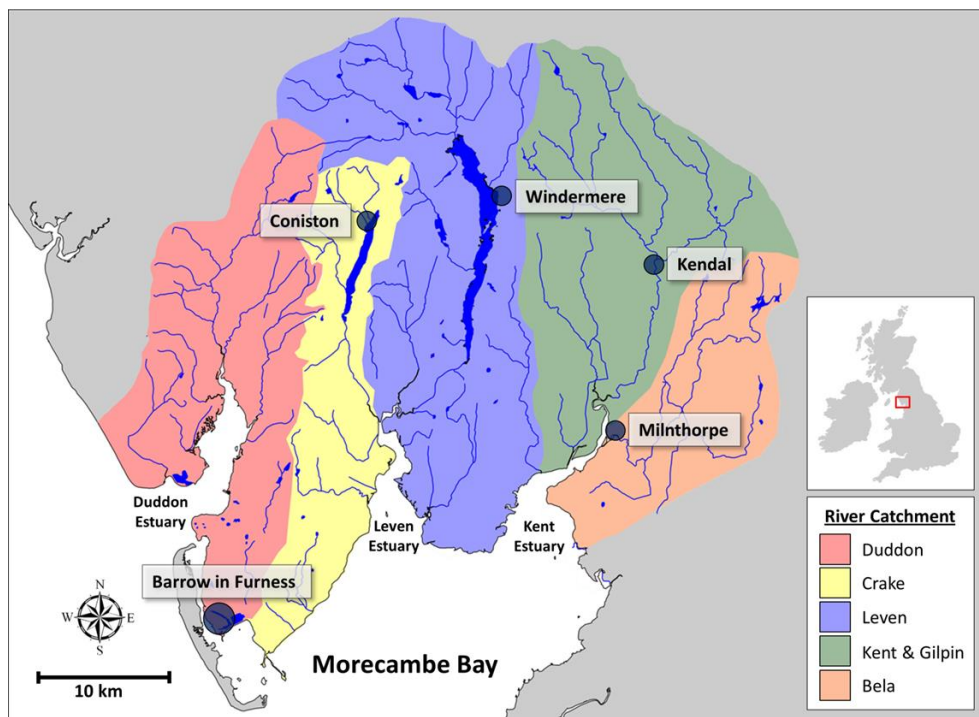 Windermere
Coniston
Kendal
Milnthorpe
Duddon
Estuary
Leven
Estuary
Kent
Estuary
Barrow in Furness
N
W
E
S
10 km
Morecambe Bay
River Catchment
Duddon
Crake
Leven
Kent & Gilpin
Bela